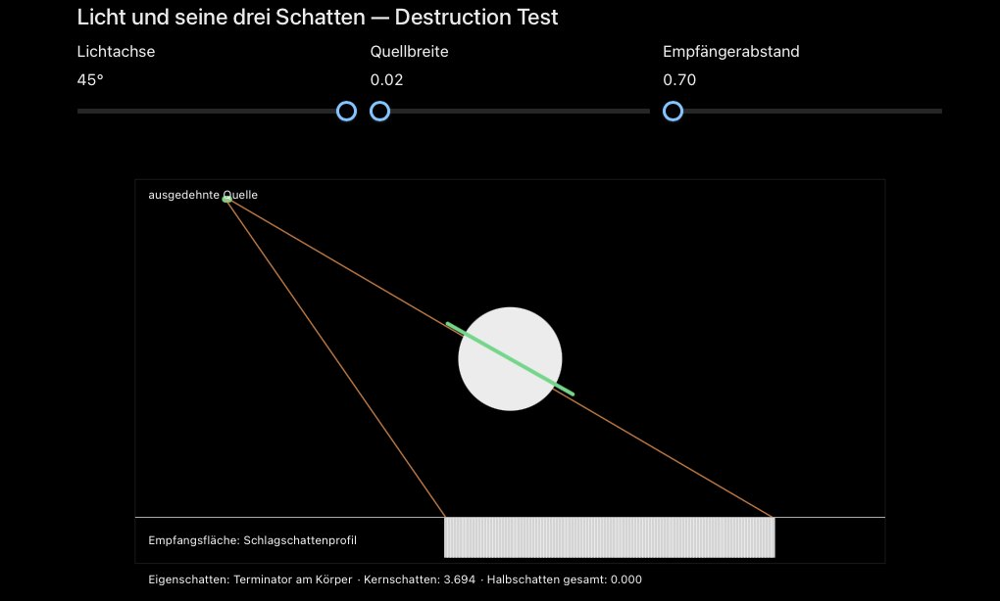 Licht und seine drei Schatten — Destruction Test
Lichtachse Quellbreite Empfängerabstand
45° 0.02 0.70
ausgedehnte Quelle
Empfangsfläche: Schlagschattenprofil
Eigenschatten: Terminator am Körper · Kernschatten: 3.694 · Halbschatten gesamt: 0.000